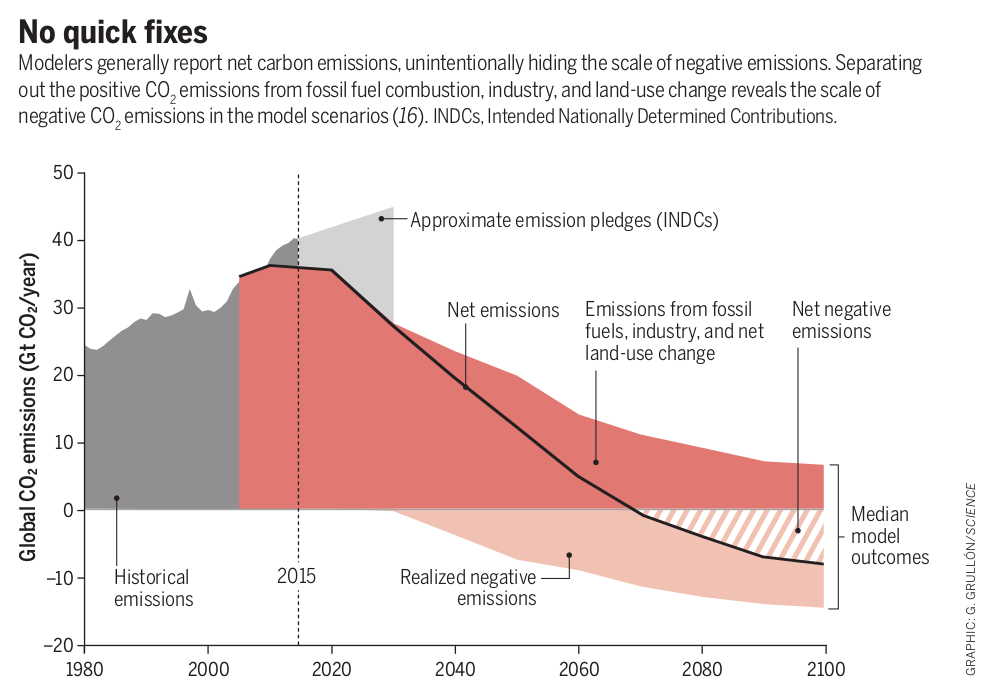 No quick fixes
Modelers generally report net carbon emissions, unintentionally hiding the scale of negative emissions. Separating
out the positive CO₂ emissions from fossil fuel combustion, industry, and land-use change reveals the scale of
negative CO₂ emissions in the model scenarios (16). INDCs, Intended Nationally Determined Contributions.
50
40
30
20
10
0
–10
–20
Global CO₂ emissions (Gt CO₂/year)
Approximate emission pledges (INDCs)
Net emissions
Emissions from fossil
fuels, industry, and net
land-use change
Net negative
emissions
Median
model
outcomes
Historical
emissions
2015
Realized negative
emissions
1980
2000
2020
2040
2060
2080
2100
GRAPHIC: G. GRULLÓN/SCIENCE